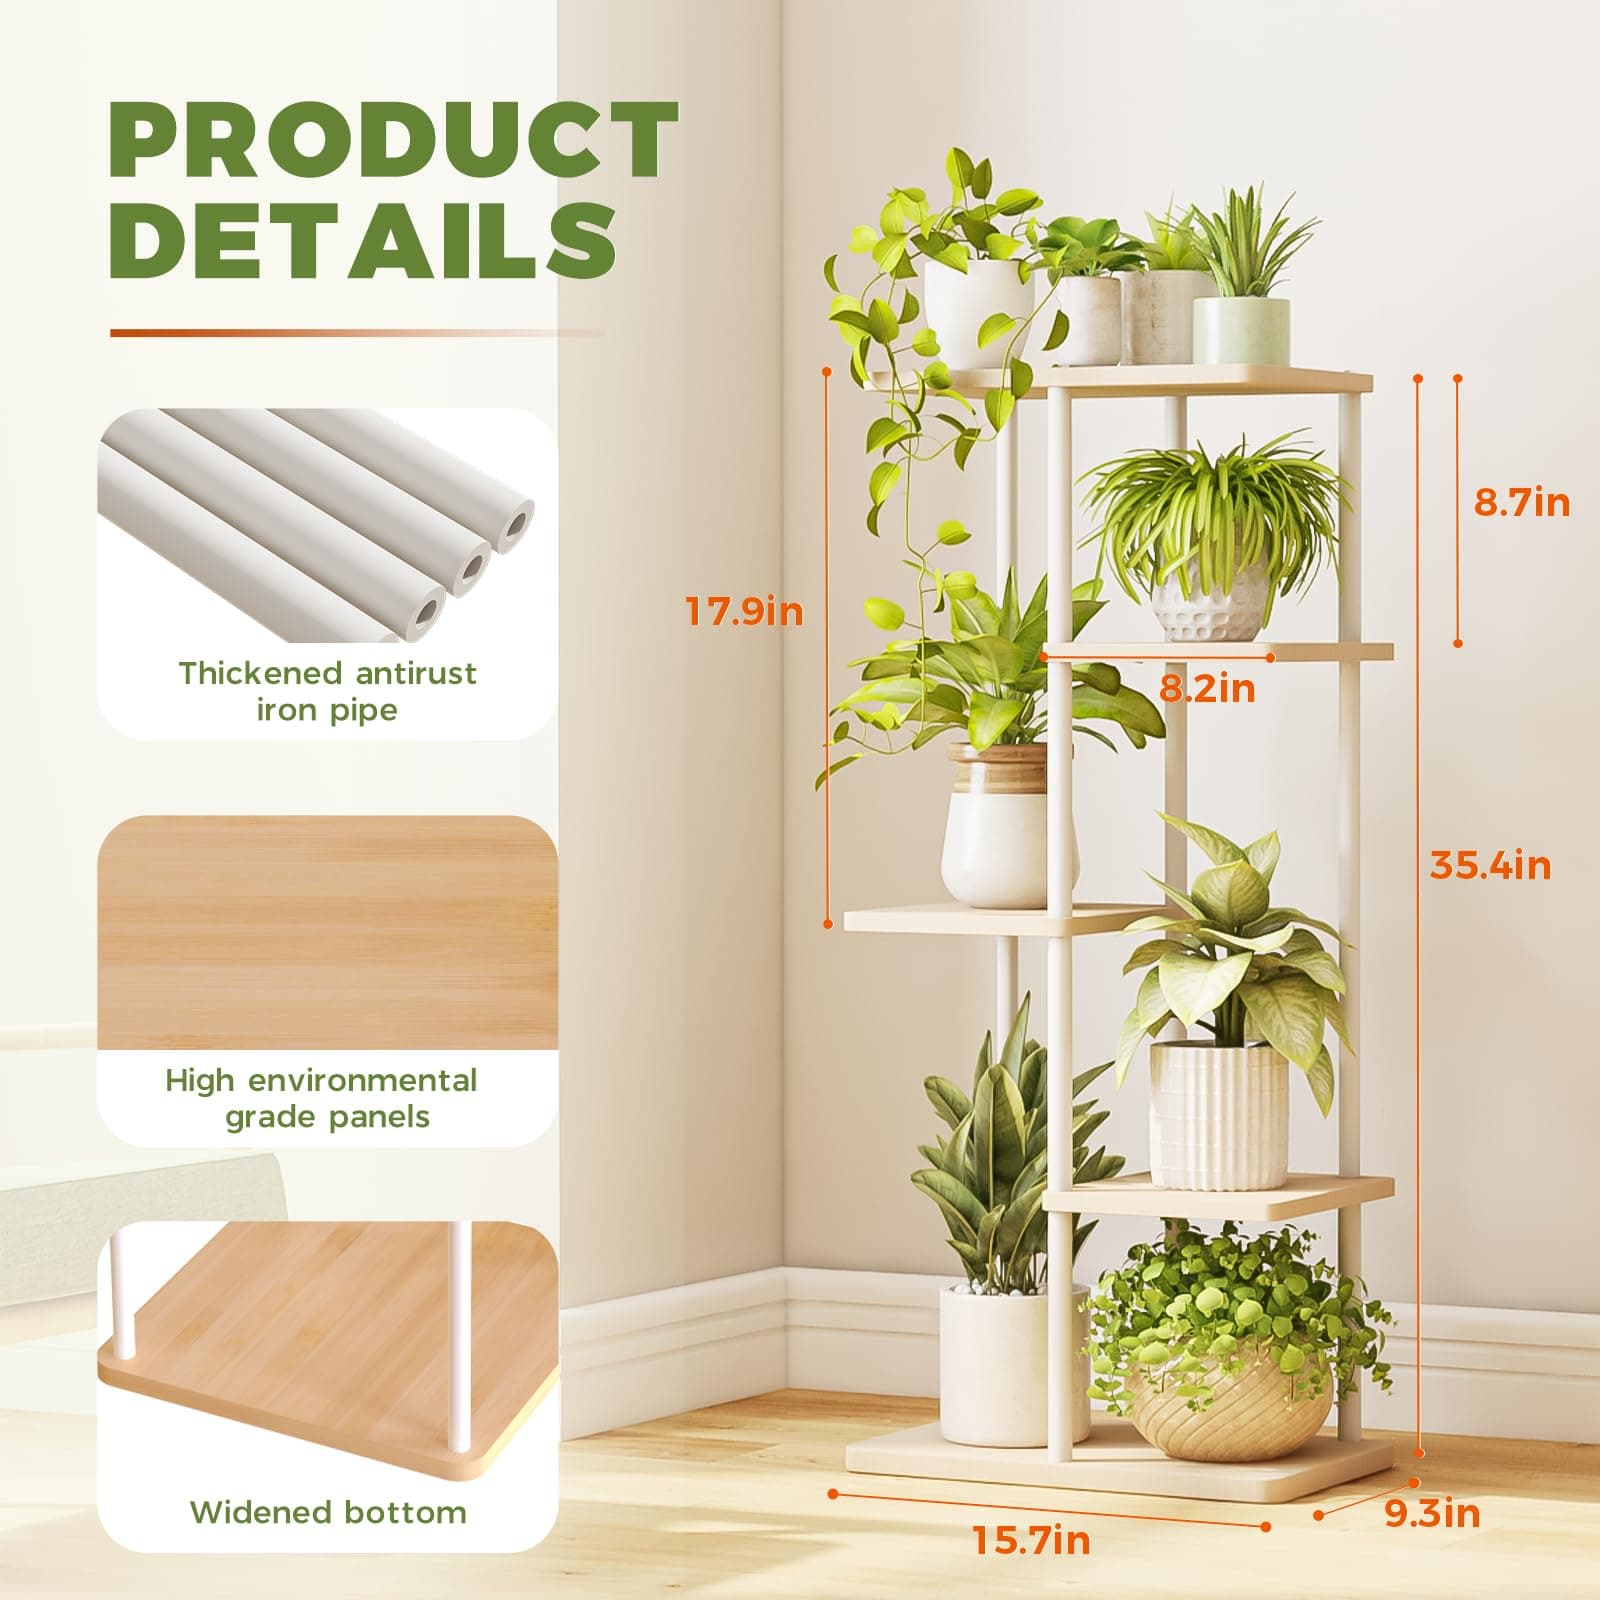 PRODUCT
DETAILS
Thickened antirust
iron pipe
High environmental
grade panels
Widened bottom
17.9in
8.7in
8.2in
35.4in
15.7in
9.3in